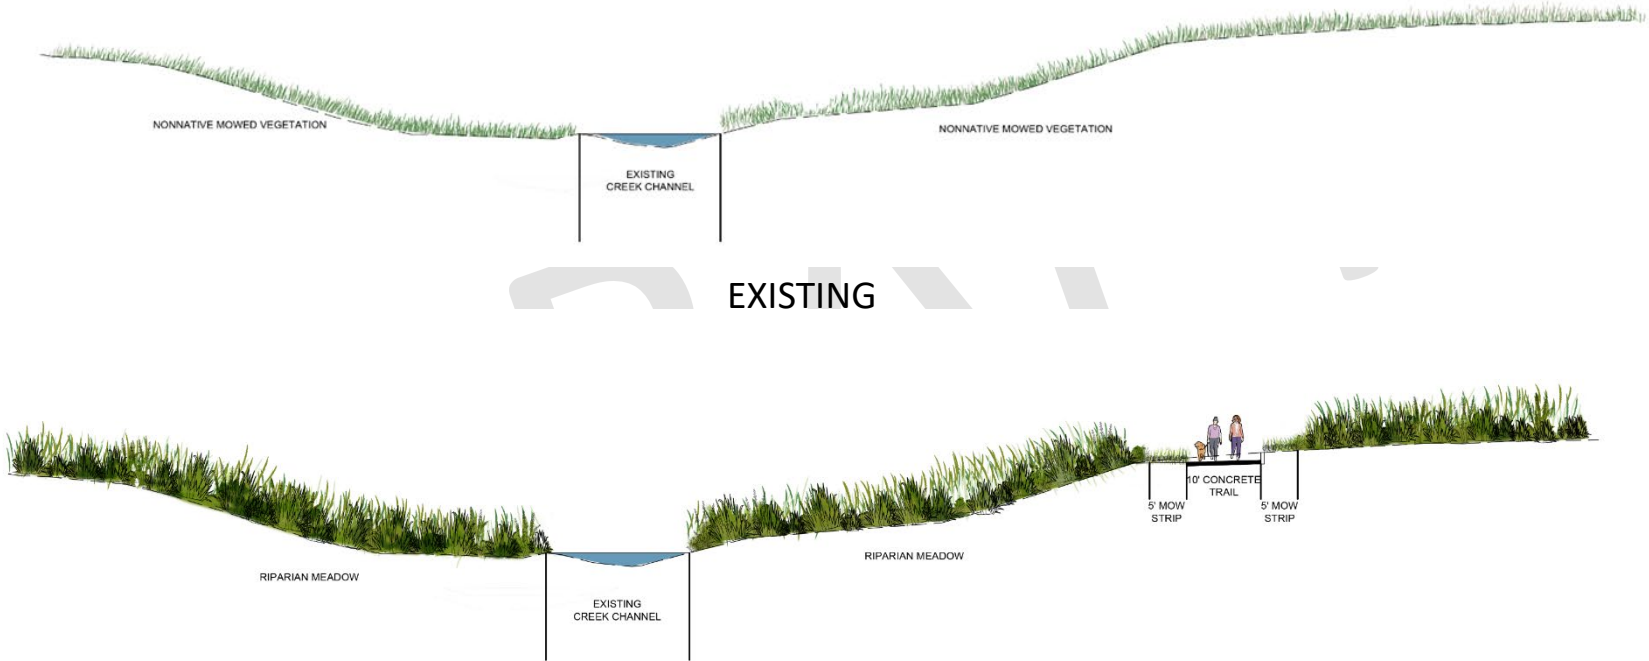 NONNATIVE MOWED VEGETATION
NONNATIVE MOWED VEGETATION
EXISTING
CREEK CHANNEL
EXISTING
10' CONCRETE
TRAIL
5' MOW
STRIP
5' MOW
STRIP
RIPARIAN MEADOW
RIPARIAN MEADOW
EXISTING
CREEK CHANNEL